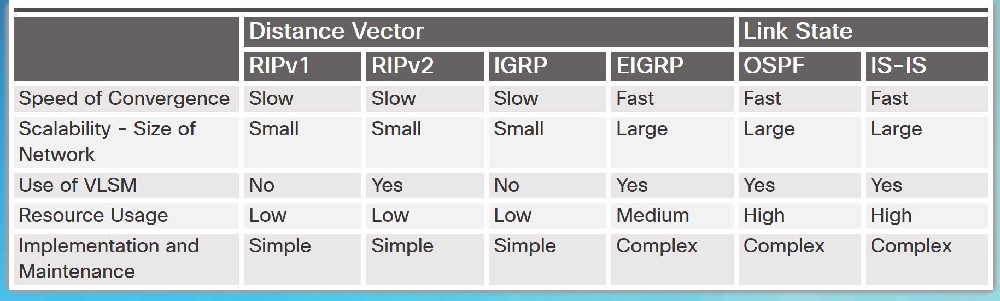 Distance Vector Link State
RIPv1 RIPv2 IGRP EIGRP OSPF IS-IS
Speed of Convergence Slow Slow Slow Fast Fast Fast
Scalability - Size of Small Small Small Large Large Large
Network
Use of VLSM No Yes No Yes Yes Yes
Resource Usage Low Low Low Medium High High
Implementation and Simple Simple Simple Complex Complex Complex
Maintenance